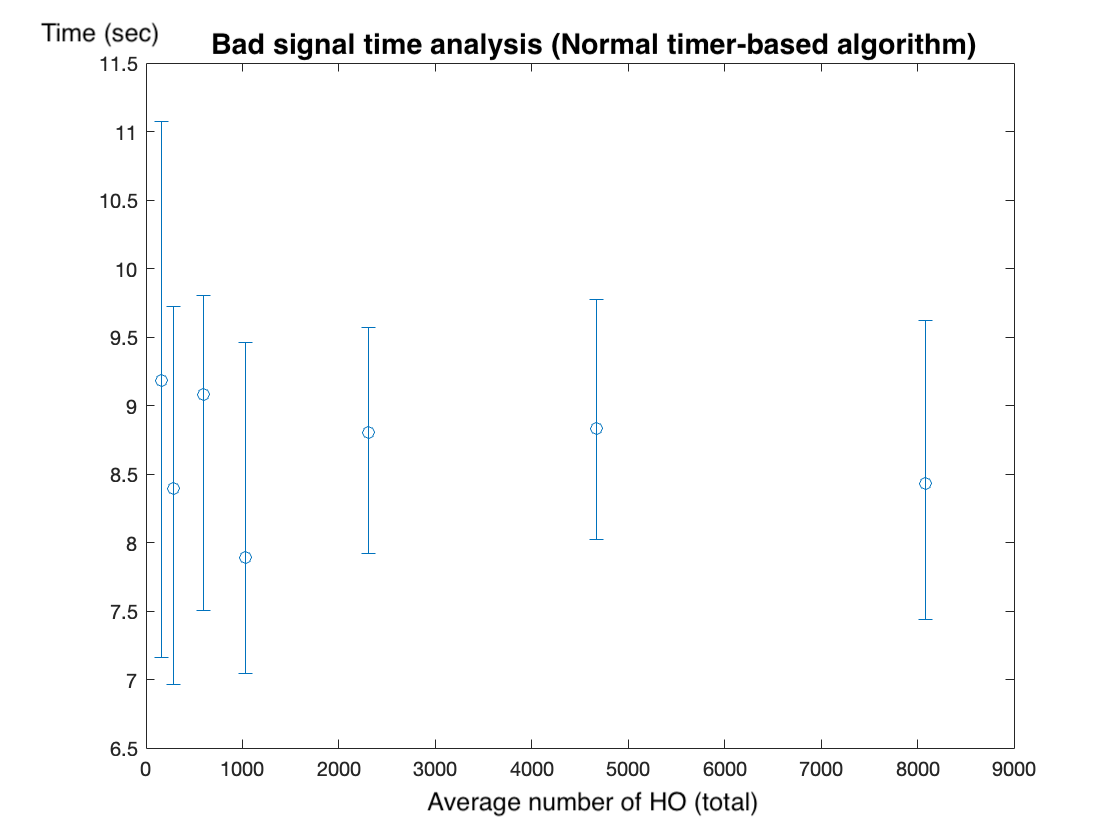 Time (sec)
Bad signal time analysis (Normal timer-based algorithm)
11.5
11
10.5
10
9.5
9
8.5
8
7.5
7
6.5
0 1000 2000 3000 4000 5000 6000 7000 8000 9000
Average number of HO (total)